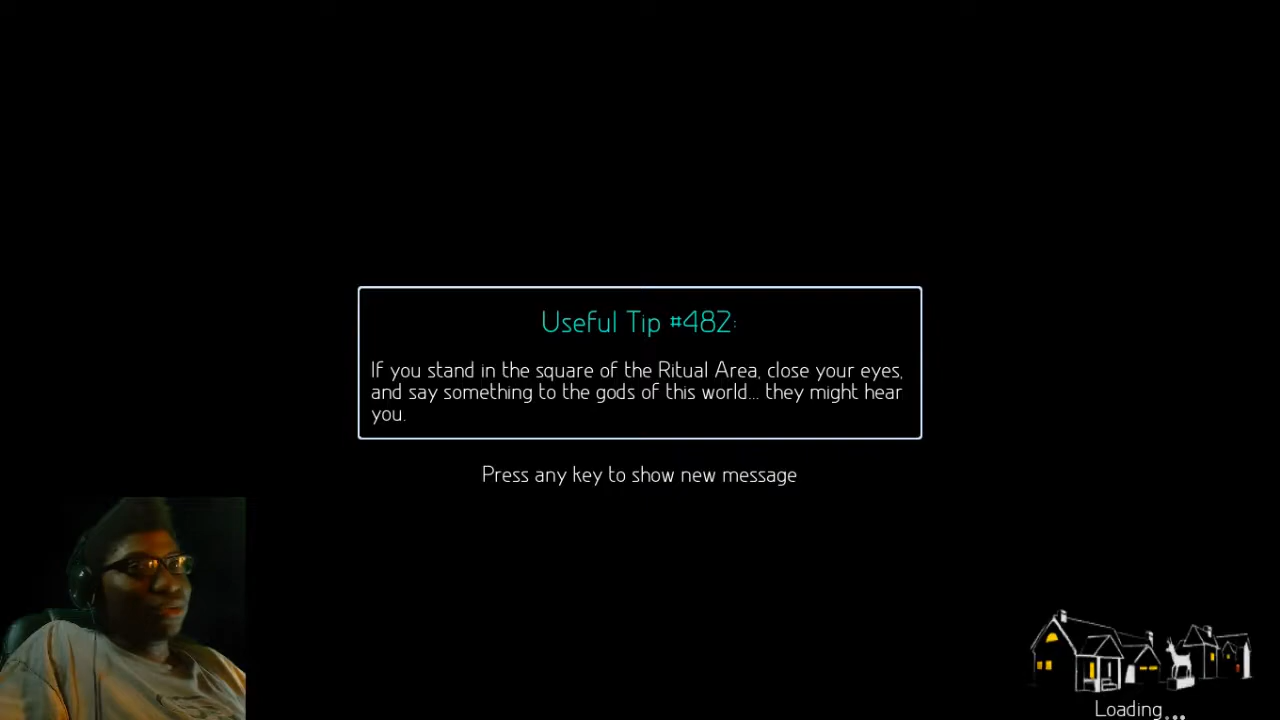 Useful Tip #482:
If you stand in the square of the Ritual Area, close your eyes,
and say something to the gods of this world... they might hear
you.
Press any key to show new message
Loading...